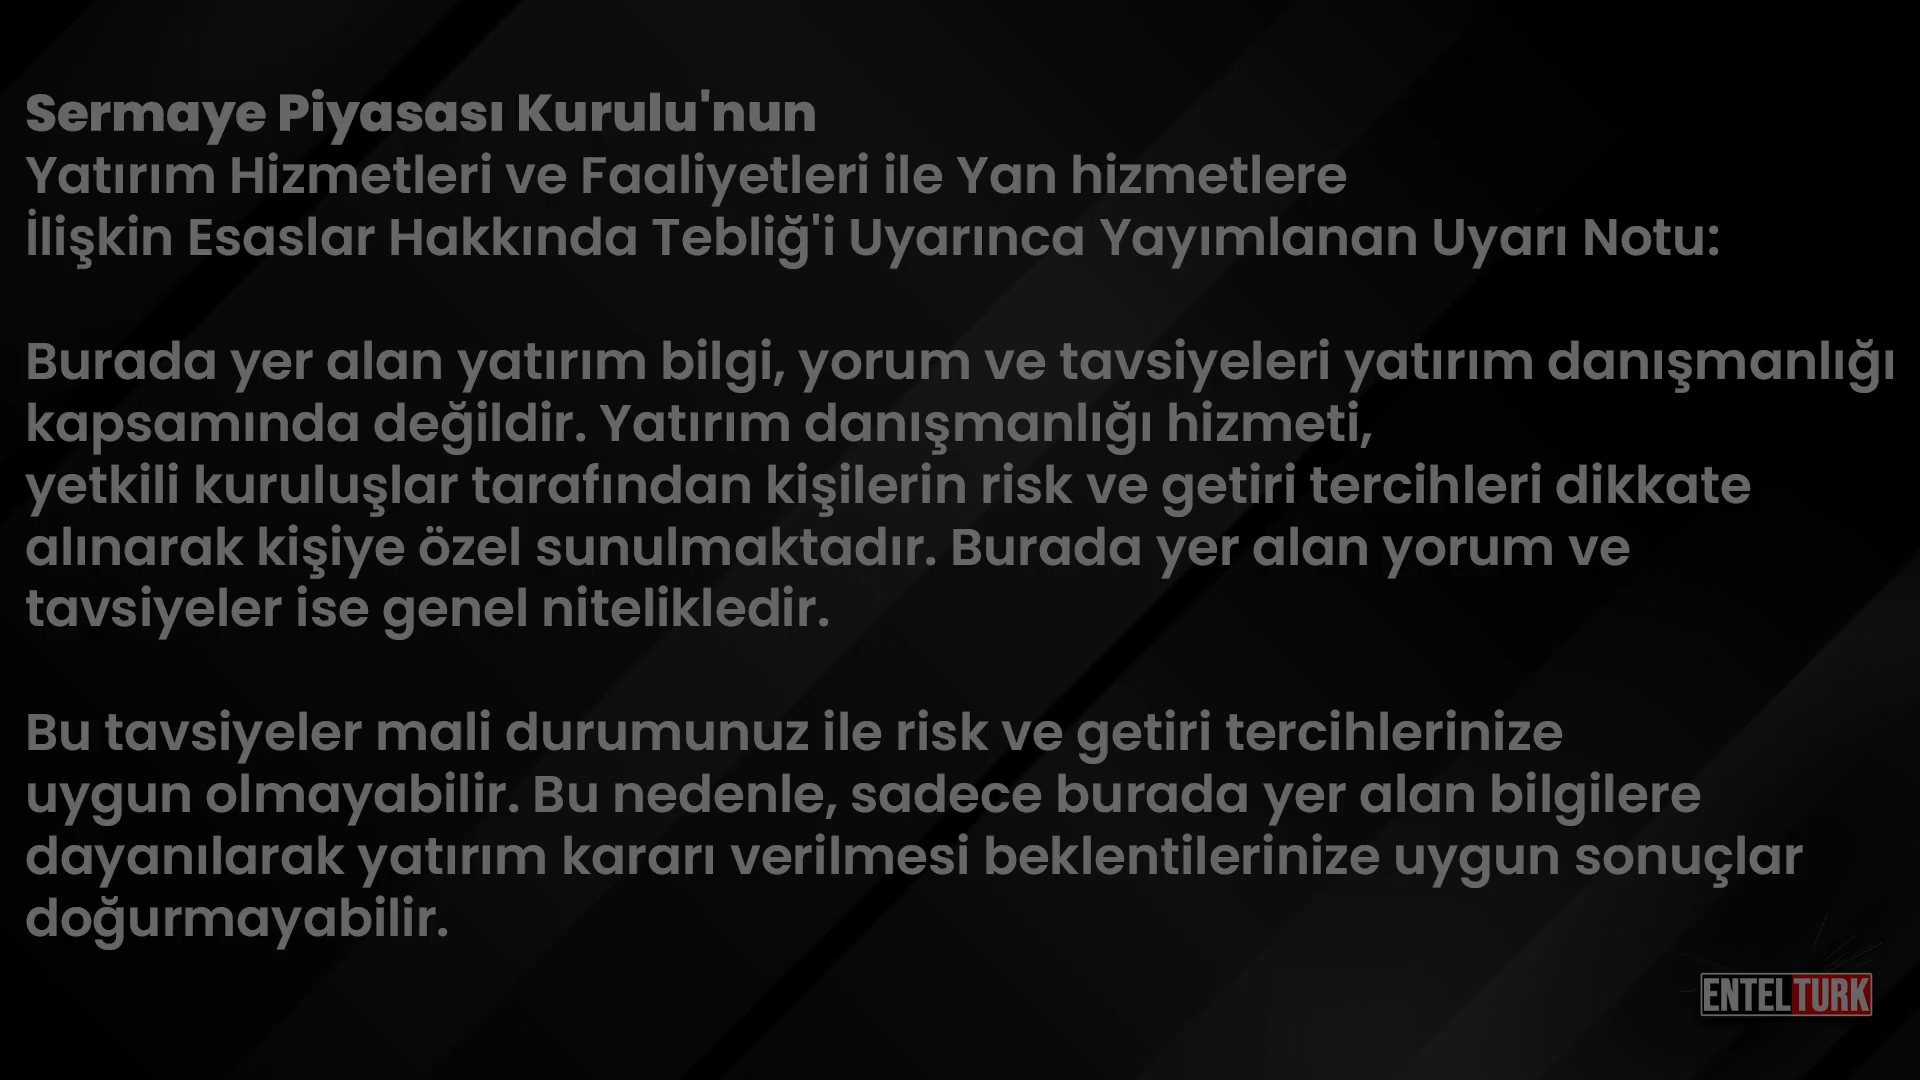 Sermaye Piyasası Kurulu'nun
Yatırım Hizmetleri ve Faaliyetleri ile Yan hizmetlere
İlişkin Esaslar Hakkında Tebliğ'i Uyarınca Yayımlanan Uyarı Notu:
Burada yer alan yatırım bilgi, yorum ve tavsiyeleri yatırım danışmanlığı
kapsamında değildir. Yatırım danışmanlığı hizmeti,
yetkili kuruluşlar tarafından kişilerin risk ve getiri tercihleri dikkate
alınarak kişiye özel sunulmaktadır. Burada yer alan yorum ve
tavsiyeler ise genel nitelikledir.
Bu tavsiyeler mali durumunuz ile risk ve getiri tercihlerinize
uygun olmayabilir. Bu nedenle, sadece burada yer alan bilgilere
dayanılarak yatırım kararı verilmesi beklentilerinize uygun sonuçlar
doğurmayabilir.
ENTELTURK